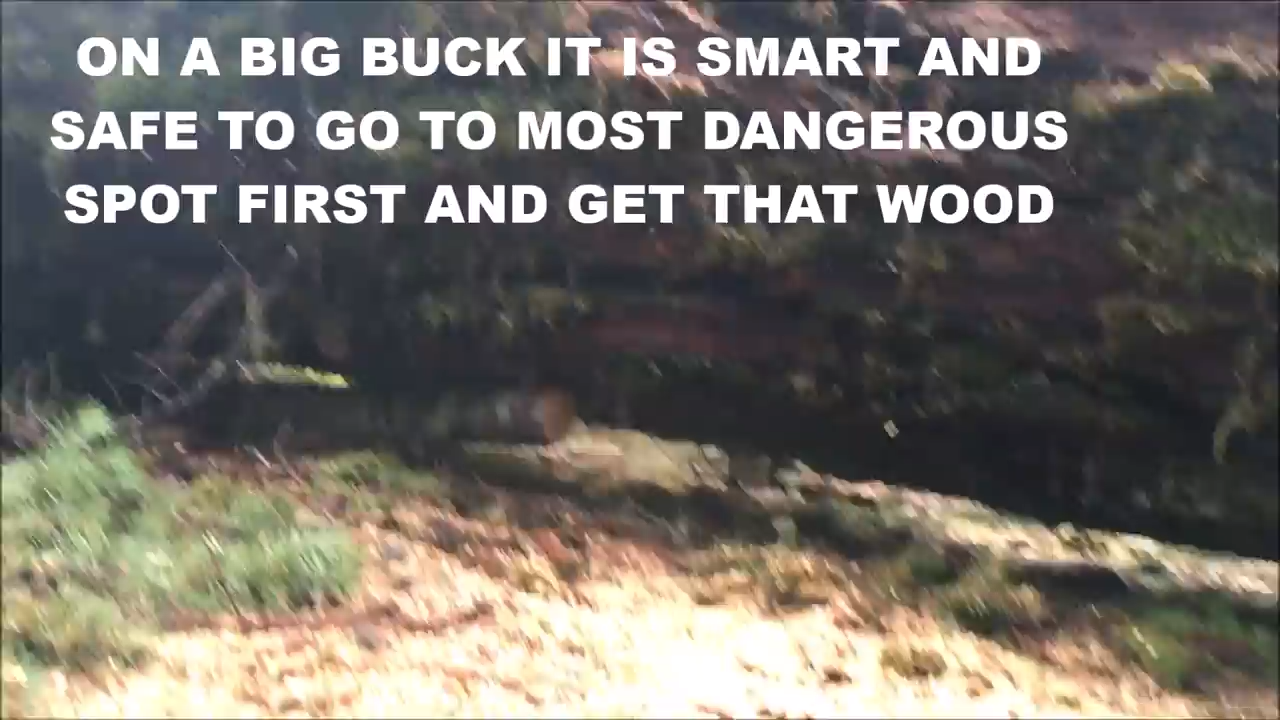 ON A BIG BUCK IT IS SMART AND
SAFE TO GO TO MOST DANGEROUS
SPOT FIRST AND GET THAT WOOD